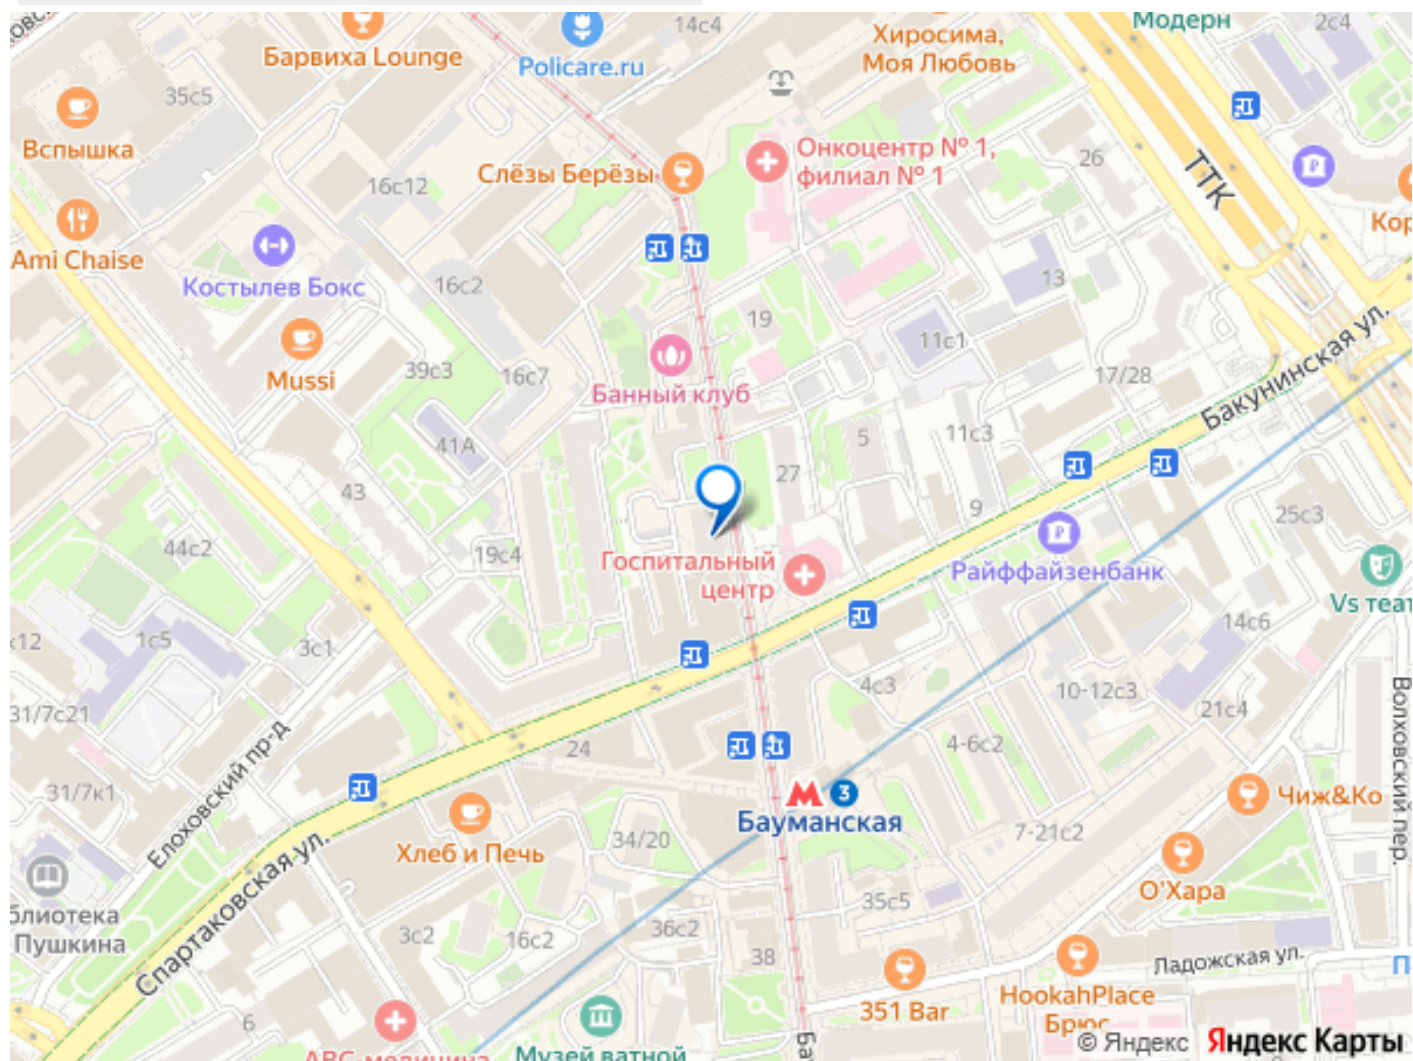 14с4
Модерн
2с4
Барвиха Lounge
Policare.ru
Хиросима,
Моя Любовь
35с5
Вспышка
Онкоцентр № 1,
филиал № 1
26
ТТК
Слёзы Берёзы
16с12
Ami Chaise
Костылев Бокс
16с2
13
19
11с1
Mussi
39с3
16с7
Банный клуб
17/28
Бакунинская ул.
41А
5
11с3
43
27
9
25с3
44с2
19с4
Госпитальный
центр
Райффайзенбанк
1с5
3с1
14с6
4с3
10-12с3
21с4
31/7с21
24
4-6с2
Волховский пер.
31/7к1
Елоховский пр-д
3
Бауманская
Чиж&Ко
7-21с2
34/20
Хлеб и Печь
О'Хара
Спартаковская ул.
35с5
Пушкина
3с2
16с2
36с2
38
Ладожская ул.
351 Bar
HookahPlace
Брюс
6
Музей ватной
© Яндекс Яндекс Карты